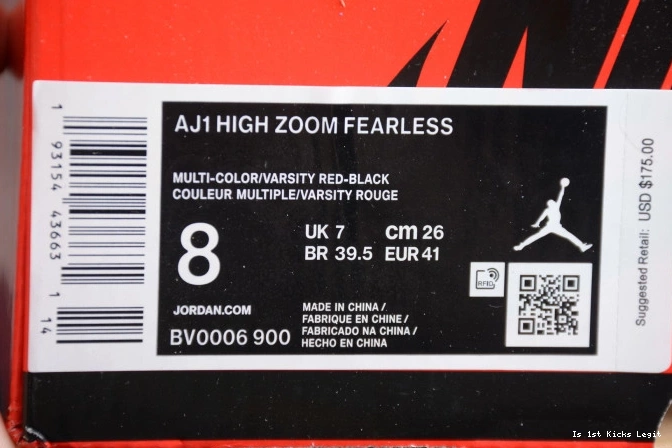 AJ1 HIGH ZOOM FEARLESS
MULTI-COLOR/VARSITY RED-BLACK
COULEUR MULTIPLE/VARSITY ROUGE
8
UK 7 cm 26
BR 39.5 EUR 41
JORDAN.COM
BV0006 900
MADE IN CHINA /
FABRIQUE EN CHINE /
FABRICADO NA CHINA /
HECHO EN CHINA
RFID
1 93154 43663 1 14
Suggested Retail: USD $175.00
Is 1st Kicks Legit